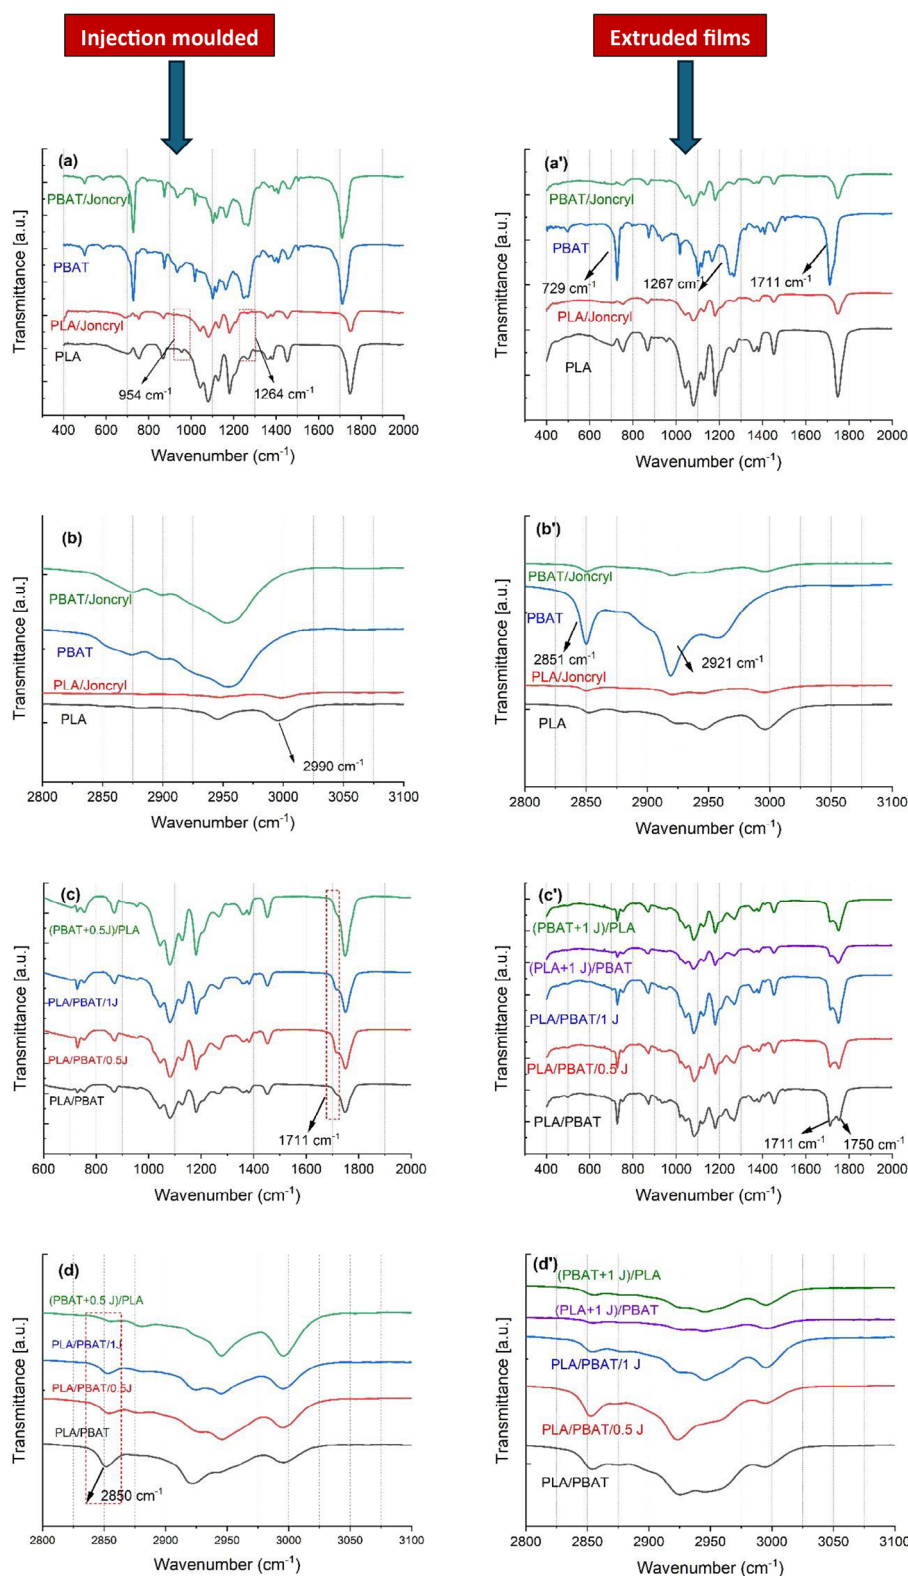 Injection moulded
Extruded films
(a)
PBAT/Joncryl
PBAT
PLA/Joncryl
PLA
954 cm-1
1264 cm-1
Transmittance [a.u.]
400 600 800 1000 1200 1400 1600 1800 2000
Wavenumber (cm-1)
(a')
PBAT/Joncryl
PBAT
729 cm-1
1267 cm-1
1711 cm-1
PLA/Joncryl
PLA
Transmittance [a.u.]
400 600 800 1000 1200 1400 1600 1800 2000
Wavenumber (cm-1)
(b)
PBAT/Joncryl
PBAT
PLA/Joncryl
PLA
2990 cm-1
Transmittance [a.u.]
2800 2850 2900 2950 3000 3050 3100
Wavenumber (cm-1)
(b')
PBAT/Joncryl
PBAT
2851 cm-1
2921 cm-1
PLA/Joncryl
PLA
Transmittance [a.u.]
2800 2850 2900 2950 3000 3050 3100
Wavenumber (cm-1)
(c)
(PBAT+0.5J)/PLA
PLA/PBAT/1J
PLA/PBAT/0.5J
PLA/PBAT
1711 cm-1
Transmittance [a.u.]
600 800 1000 1200 1400 1600 1800 2000
Wavenumber (cm-1)
(c')
(PBAT+1 J)/PLA
(PLA+1 J)/PBAT
PLA/PBAT/1 J
PLA/PBAT/0.5 J
PLA/PBAT
1711 cm-1
1750 cm-1
Transmittance [a.u.]
400 600 800 1000 1200 1400 1600 1800 2000
Wavenumber (cm-1)
(d)
(PBAT+0.5 J)/PLA
PLA/PBAT/1J
PLA/PBAT/0.5J
PLA/PBAT
2850 cm-1
Transmittance [a.u.]
2800 2850 2900 2950 3000 3050 3100
Wavenumber (cm-1)
(d')
(PBAT+1 J)/PLA
(PLA+1 J)/PBAT
PLA/PBAT/1 J
PLA/PBAT/0.5 J
PLA/PBAT
Transmittance [a.u.]
2800 2850 2900 2950 3000 3050 3100
Wavenumber (cm-1)